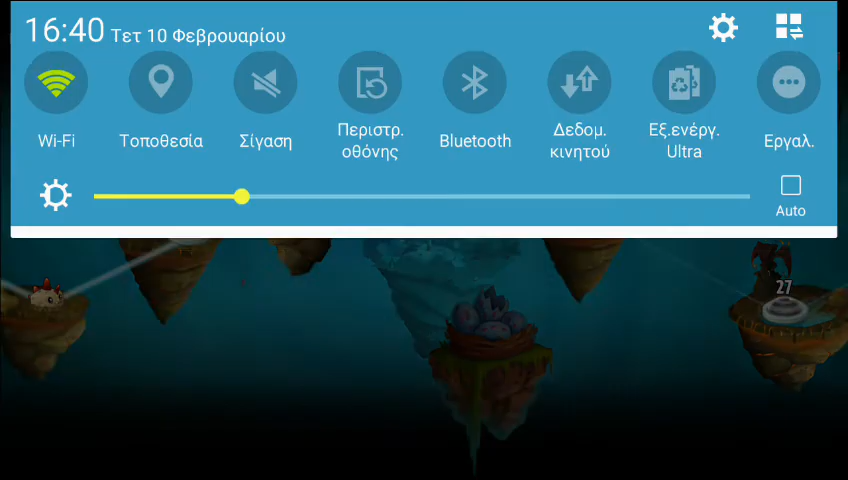 16:40 Τετ 10 Φεβρουαρίου
Wi-Fi
Τοποθεσία
Σίγαση
Περιστρ.
οθόνης
Bluetooth
Δεδομ.
κινητού
Εξ.ενέργ.
Ultra
Εργαλ.
Auto
27